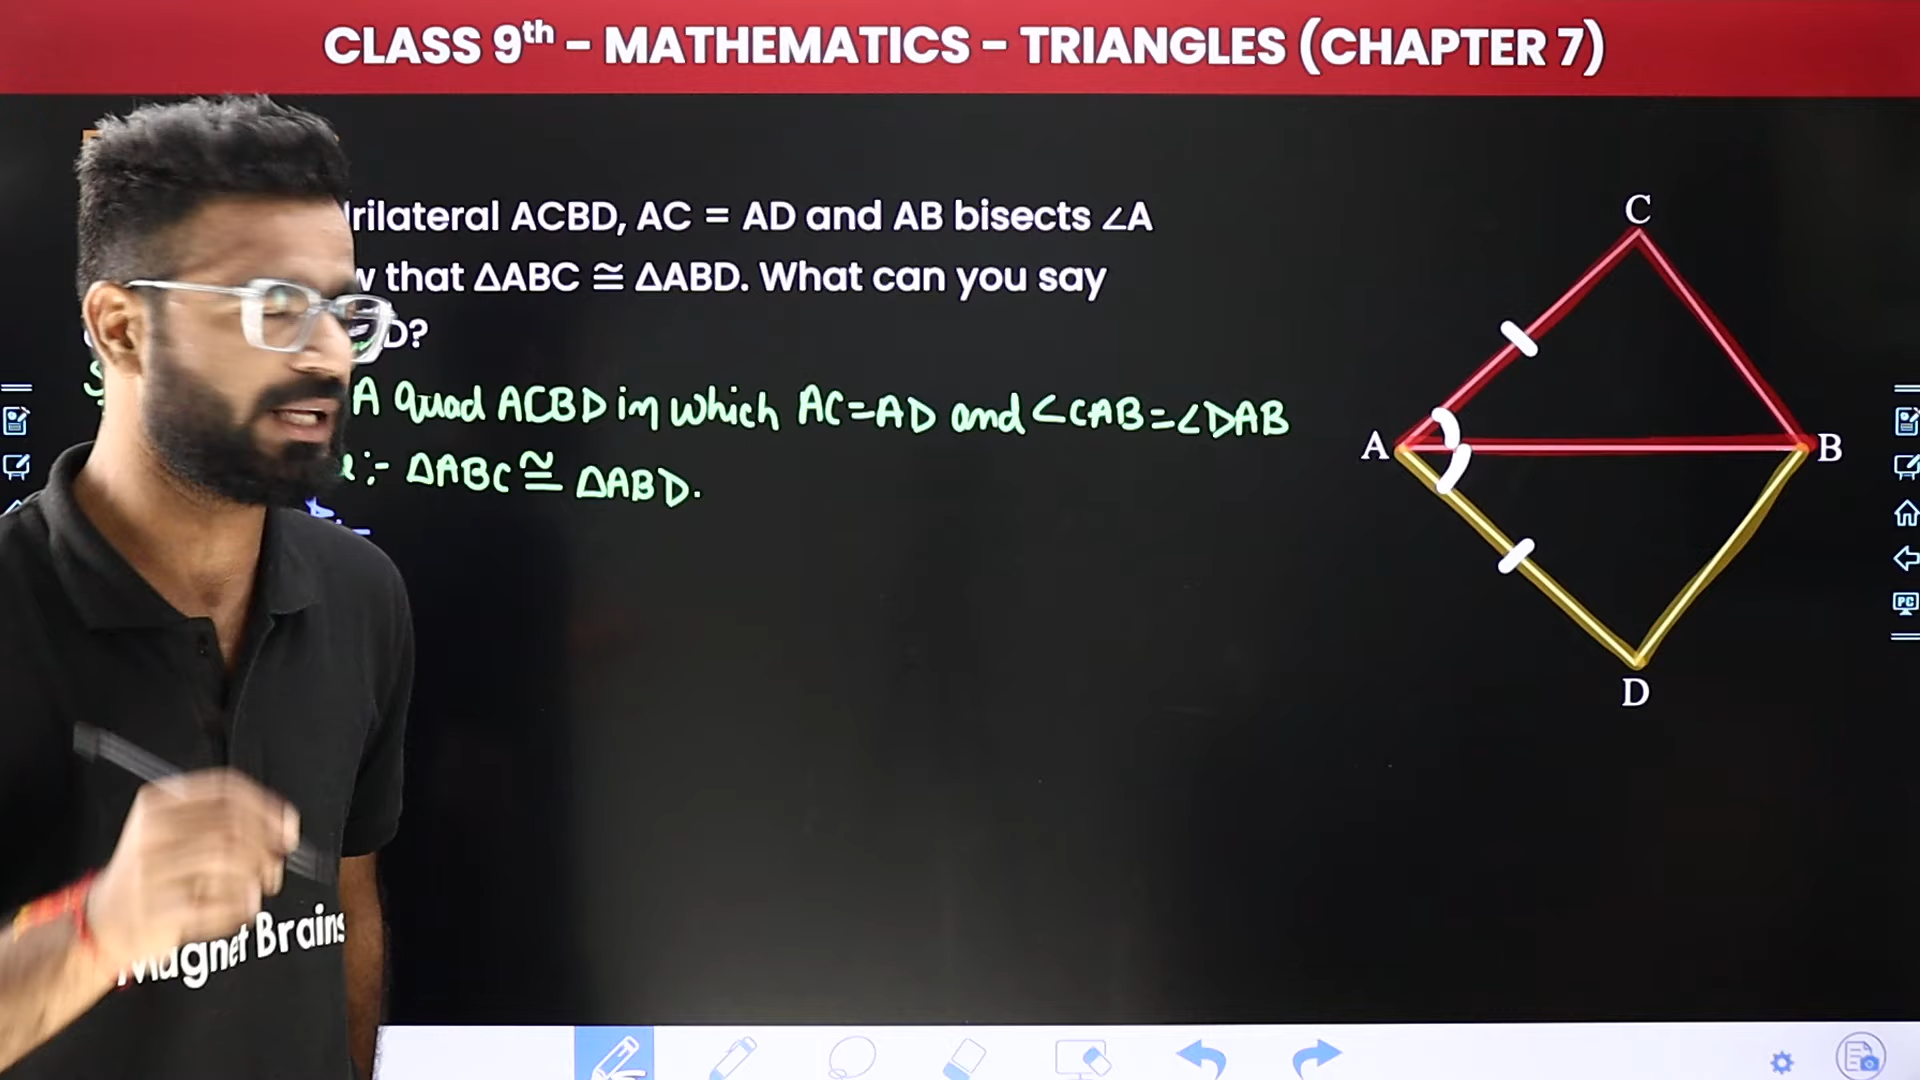 CLASS 9th - MATHEMATICS - TRIANGLES (CHAPTER 7)
ACBD, AC = AD and AB bisects ∠A
that ΔABC ≅ ΔABD. What can you say
D?
A Quad ACBD in which AC=AD and ∠CAB=∠DAB
:- ΔABC ≅ ΔABD.
C
A
B
D
PC
Magnet Brains